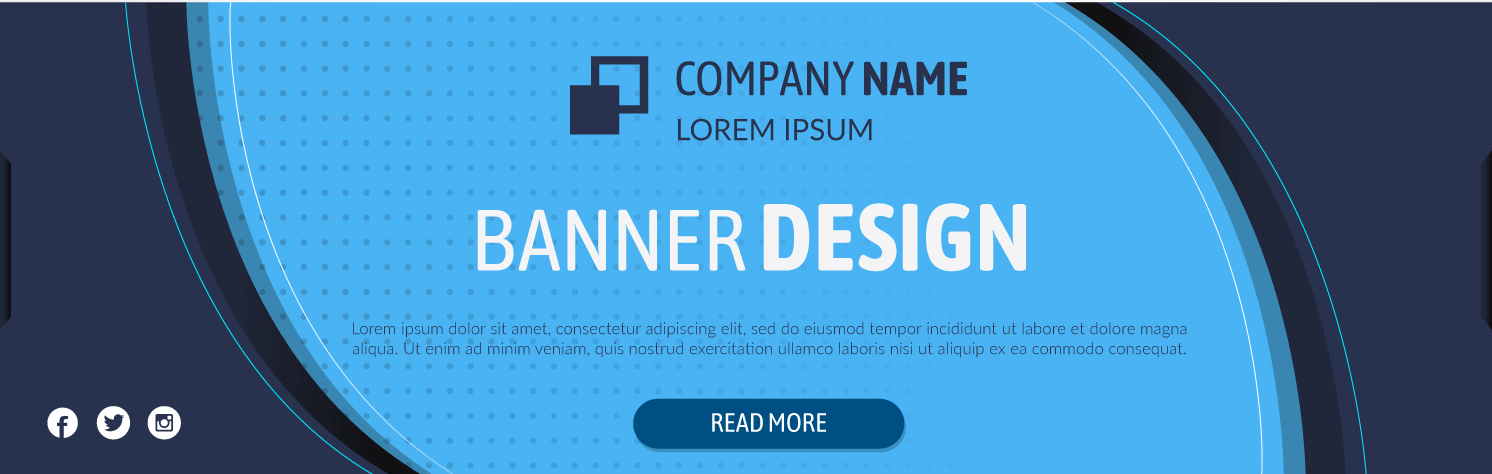 COMPANY NAME
LOREM IPSUM
BANNER DESIGN
Lorem ipsum dolor sit amet, consectetur adipiscing elit, sed do eiusmod tempor incididunt ut labore et dolore magna
aliqua. Ut enim ad minim veniam, quis nostrud exercitation ullamco laboris nisi ut aliquip ex ea commodo consequat.
READ MORE